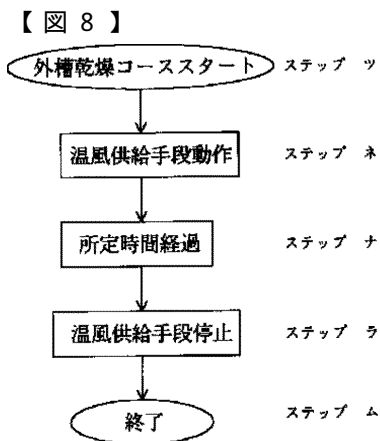 【図8】
外槽乾燥コーススタート ステップ ツ
温風供給手段動作 ステップ ネ
所定時間経過 ステップ ナ
温風供給手段停止 ステップ ラ
終了 ステップ ム